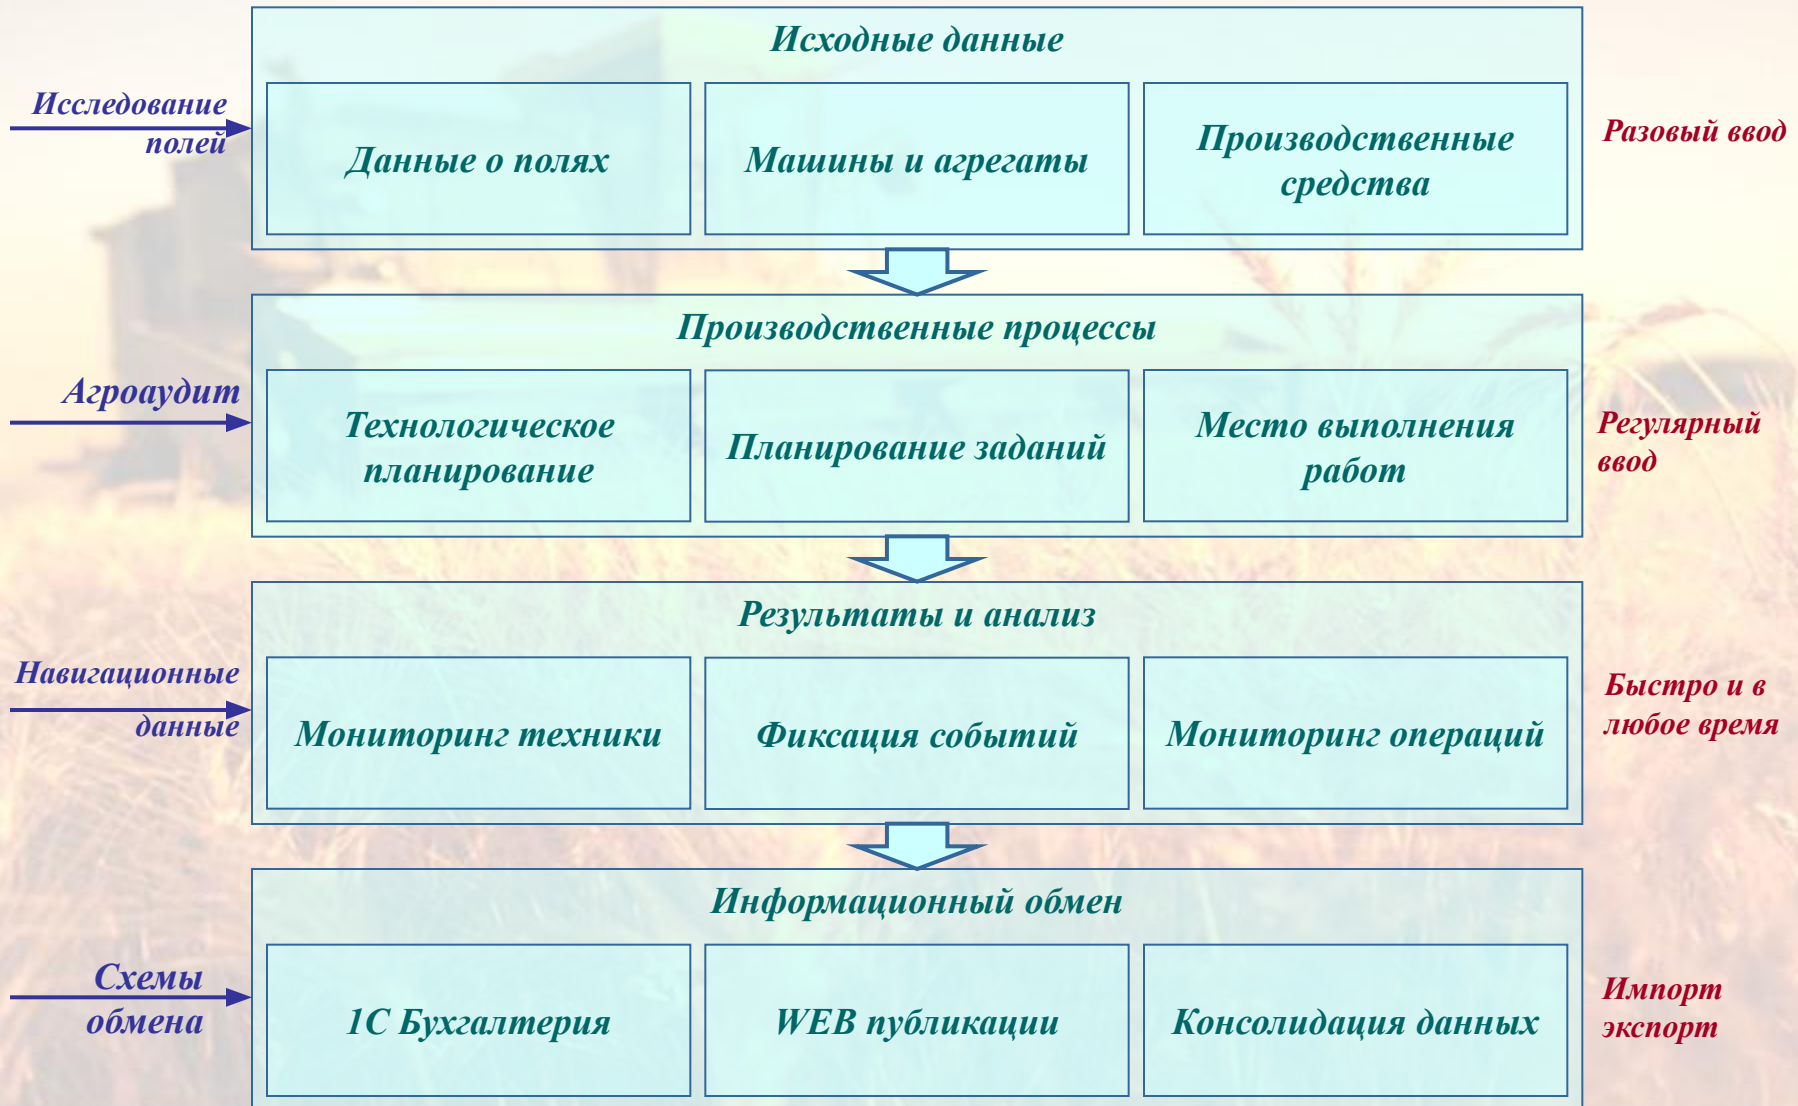 Исходные данные
Исследование
полей
Данные о полях
Машины и агрегаты
Производственные
средства
Разовый ввод
Производственные процессы
Агроаудит
Технологическое
планирование
Планирование заданий
Место выполнения
работ
Регулярный
ввод
Результаты и анализ
Навигационные
данные
Мониторинг техники
Фиксация событий
Мониторинг операций
Быстро и в
любое время
Информационный обмен
Схемы
обмена
1С Бухгалтерия
WEB публикации
Консолидация данных
Импорт
экспорт